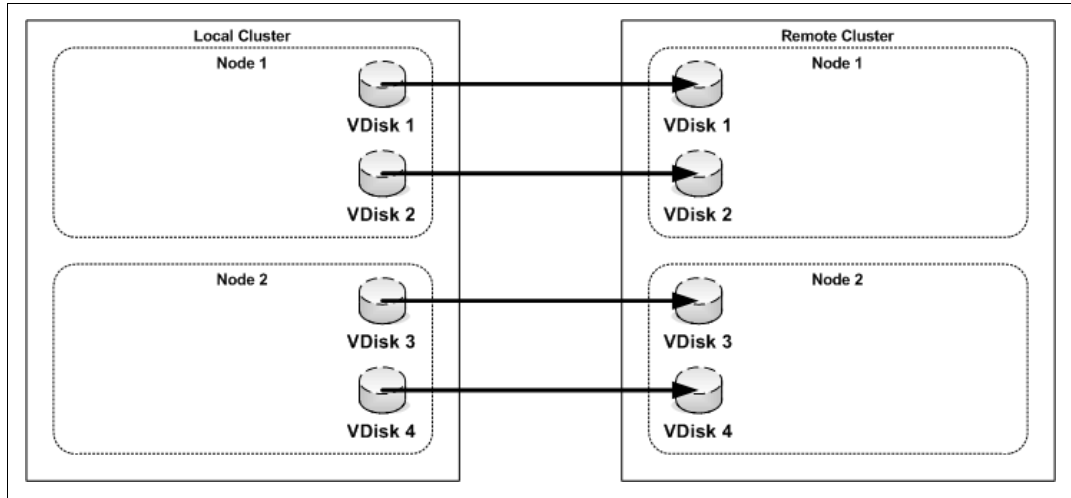 Local Cluster
Node 1
VDisk 1
VDisk 2
Node 2
VDisk 3
VDisk 4
Remote Cluster
Node 1
VDisk 1
VDisk 2
Node 2
VDisk 3
VDisk 4